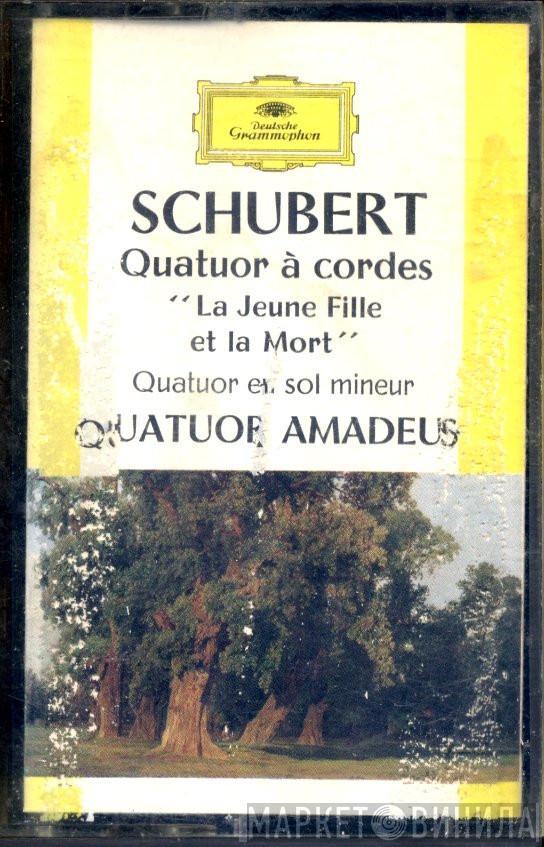 Deutsche
Grammophon
SCHUBERT
Quatuor à cordes
"La Jeune Fille
et la Mort"
Quatuor en sol mineur
QUATUOR AMADEUS
МАРКЕТ ВИНИЛА